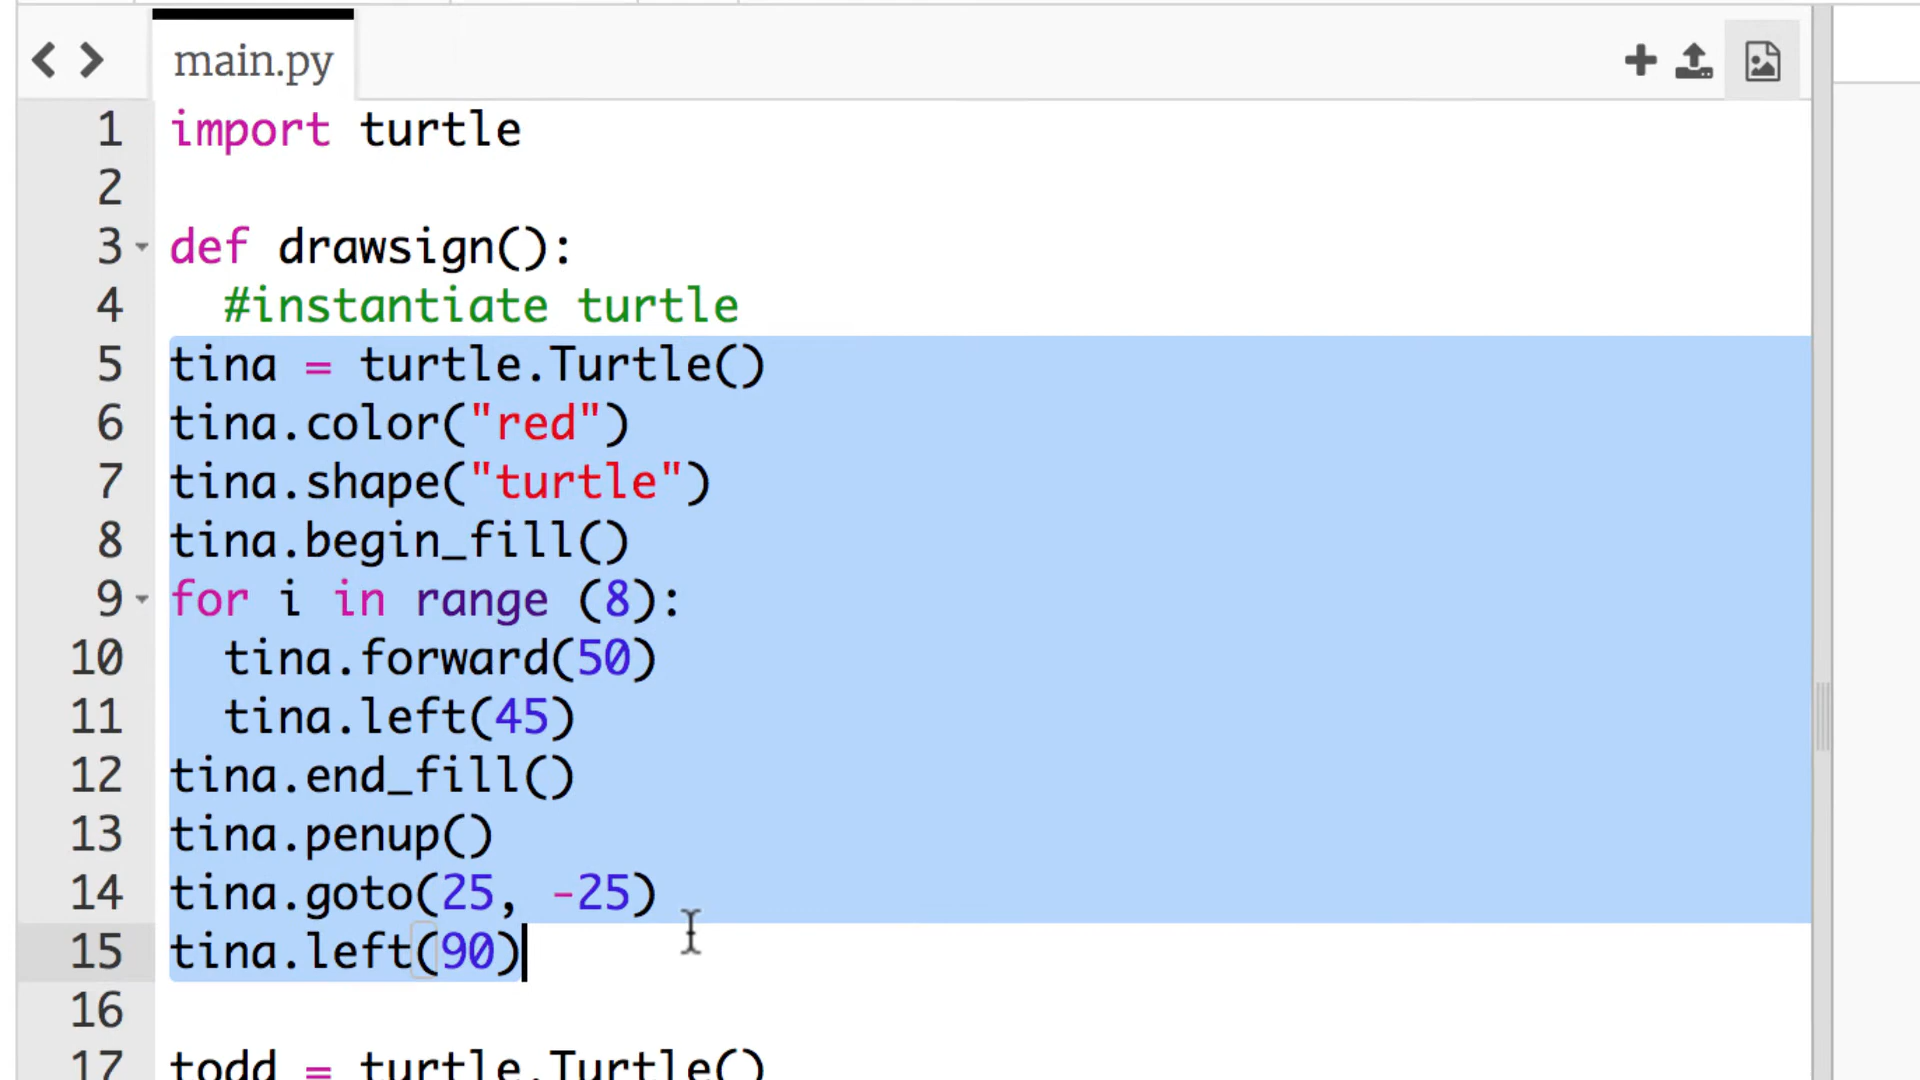 main.py
1 import turtle
2
3 def drawsign():
4   #instantiate turtle
5 tina = turtle.Turtle()
6 tina.color("red")
7 tina.shape("turtle")
8 tina.begin_fill()
9 for i in range (8):
10   tina.forward(50)
11   tina.left(45)
12 tina.end_fill()
13 tina.penup()
14 tina.goto(25, -25)
15 tina.left(90)
16
17 todd = turtle.Turtle()